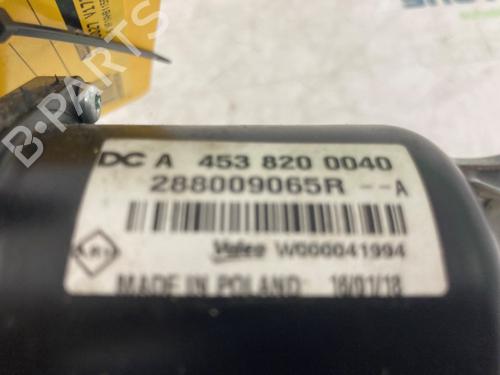 DC A 453 820 0040
288009065R --A
Valeo W000041994
MADE IN POLAND 16/01/18
B-PARTS